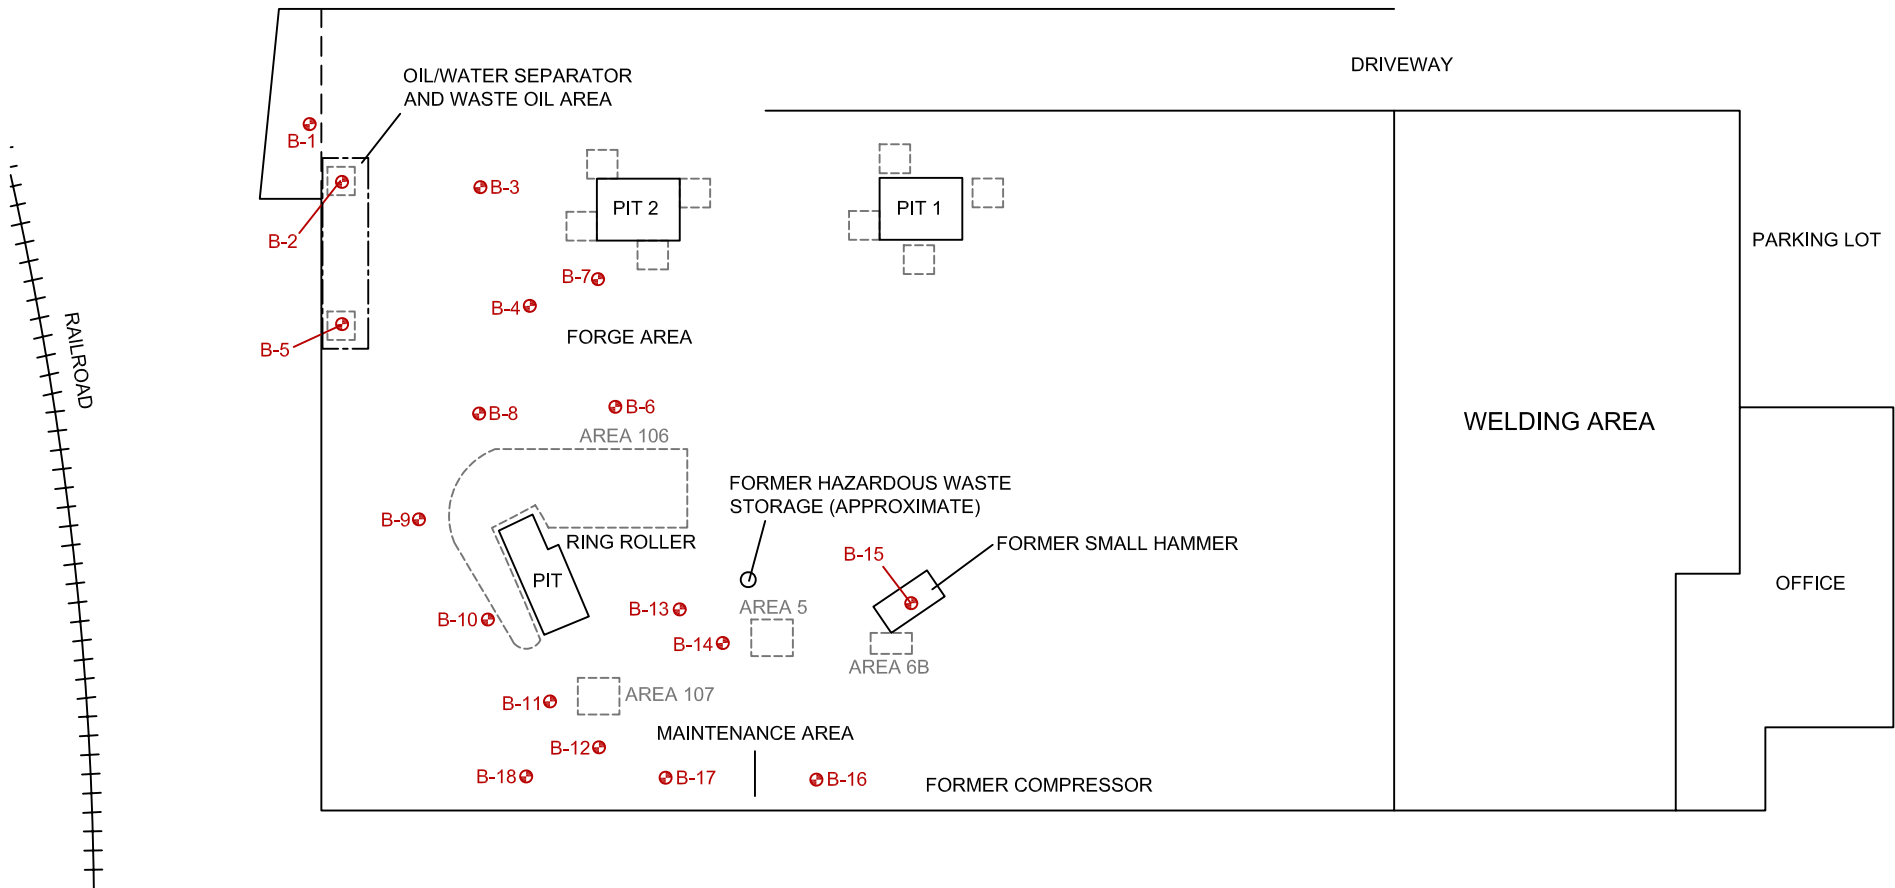 DRIVEWAY
OIL/WATER SEPARATOR
AND WASTE OIL AREA
B-1
B-3
PIT 2
PIT 1
B-2
PARKING LOT
B-7
B-4
FORGE AREA
B-5
RAILROAD
B-8
B-6
AREA 106
WELDING AREA
FORMER HAZARDOUS WASTE
STORAGE (APPROXIMATE)
B-9
RING ROLLER
FORMER SMALL HAMMER
B-15
PIT
OFFICE
B-13
AREA 5
B-10
B-14
AREA 6B
B-11
AREA 107
MAINTENANCE AREA
B-12
B-18
B-17
B-16
FORMER COMPRESSOR